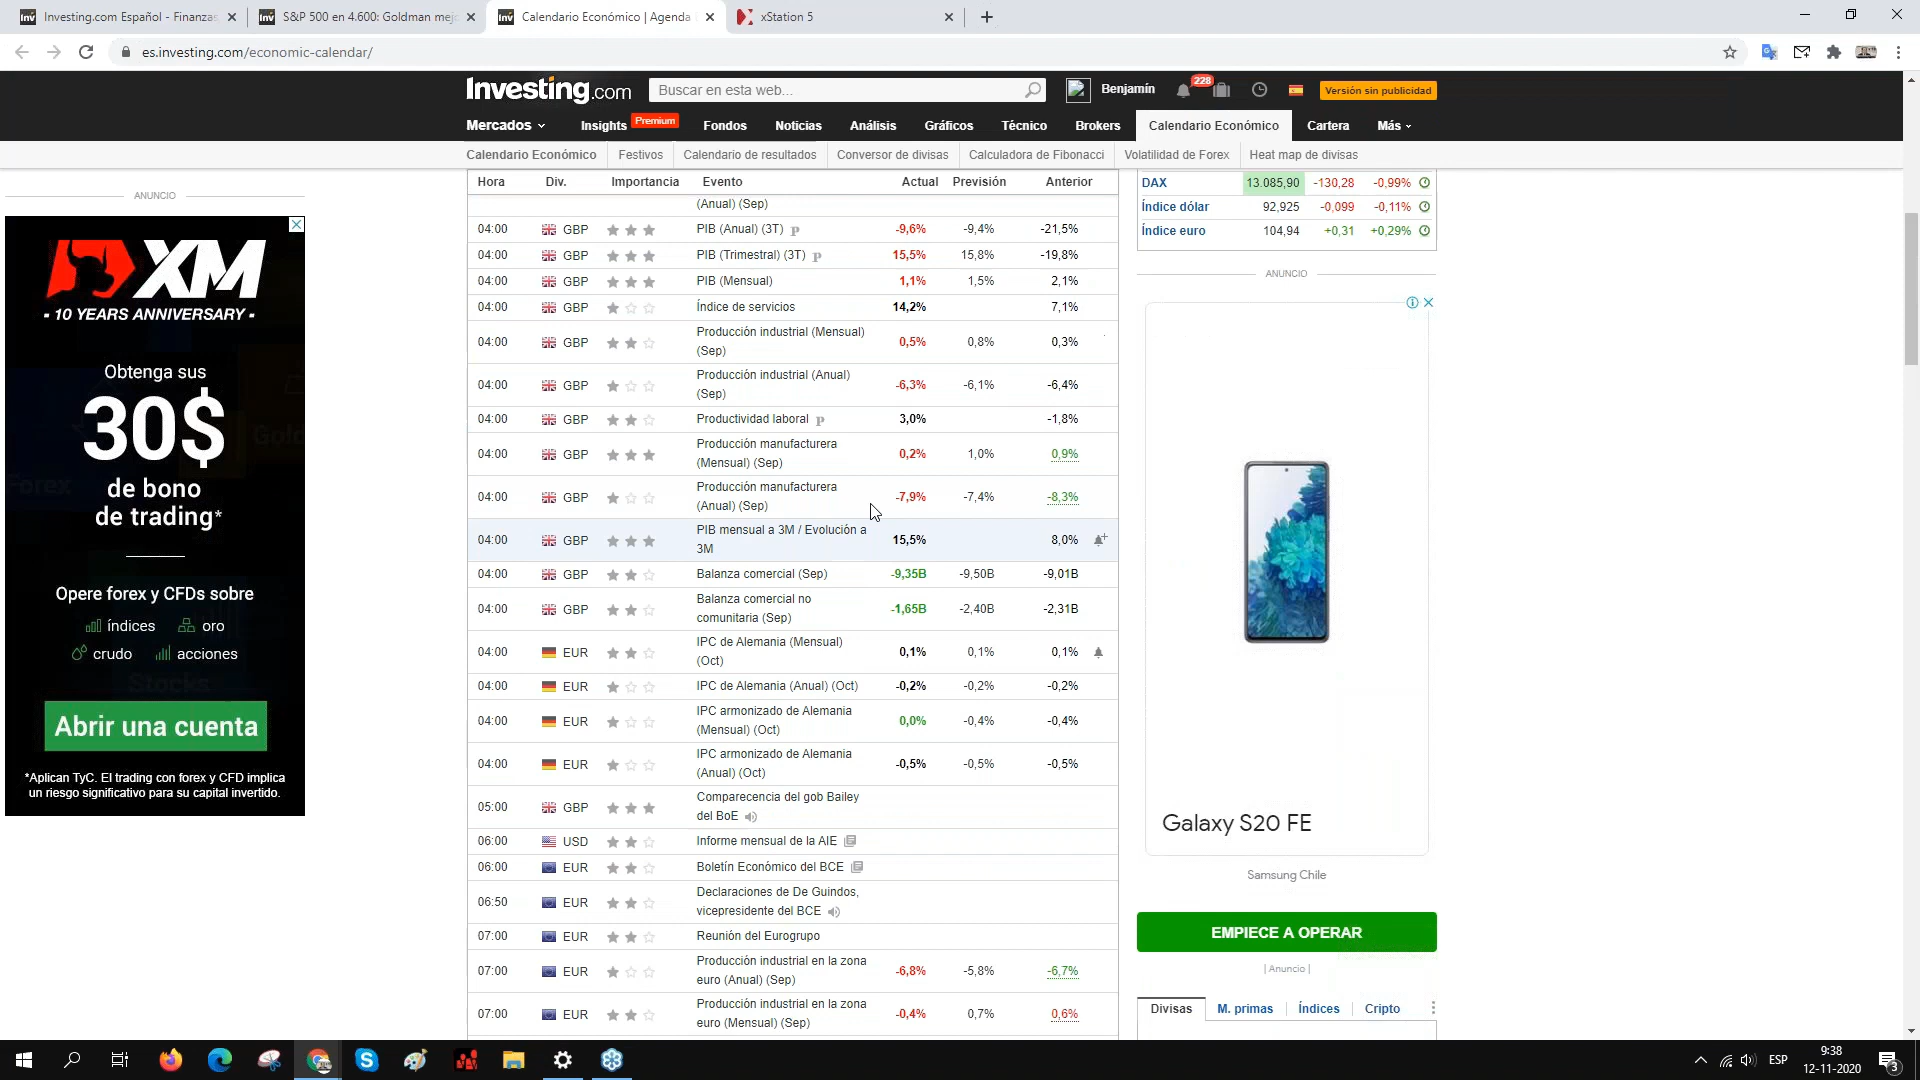 Investing.com Español - Finanzas
S&P 500 en 4.600: Goldman mejo
Calendario Económico | Agenda
xStation 5
es.investing.com/economic-calendar/
Investing.com
Buscar en esta web...
Benjamín
228
Versión sin publicidad
Mercados
Insights
Premium
Fondos
Noticias
Análisis
Gráficos
Técnico
Brokers
Calendario Económico
Cartera
Más
Calendario Económico
Festivos
Calendario de resultados
Conversor de divisas
Calculadora de Fibonacci
Volatilidad de Forex
Heat map de divisas
ANUNCIO
XM
- 10 YEARS ANNIVERSARY -
Obtenga sus
30$
de bono
de trading*
Opere forex y CFDs sobre
índices oro
crudo acciones
Stocks
Abrir una cuenta
*Aplican TyC. El trading con forex y CFD implica
un riesgo significativo para su capital invertido.
Hora Div. Importancia Evento Actual Previsión Anterior
(Anual) (Sep)
04:00 GBP PIB (Anual) (3T) P -9,6% -9,4% -21,5%
04:00 GBP PIB (Trimestral) (3T) P 15,5% 15,8% -19,8%
04:00 GBP PIB (Mensual) 1,1% 1,5% 2,1%
04:00 GBP Índice de servicios 14,2% 7,1%
04:00 GBP Producción industrial (Mensual)
(Sep) 0,5% 0,8% 0,3%
04:00 GBP Producción industrial (Anual)
(Sep) -6,3% -6,1% -6,4%
04:00 GBP Productividad laboral P 3,0% -1,8%
04:00 GBP Producción manufacturera
(Mensual) (Sep) 0,2% 1,0% 0,9%
04:00 GBP Producción manufacturera
(Anual) (Sep) -7,9% -7,4% -8,3%
04:00 GBP PIB mensual a 3M / Evolución a
3M 15,5% 8,0%
04:00 GBP Balanza comercial (Sep) -9,35B -9,50B -9,01B
04:00 GBP Balanza comercial no
comunitaria (Sep) -1,65B -2,40B -2,31B
04:00 EUR IPC de Alemania (Mensual)
(Oct) 0,1% 0,1% 0,1%
04:00 EUR IPC de Alemania (Anual) (Oct) -0,2% -0,2% -0,2%
04:00 EUR IPC armonizado de Alemania
(Mensual) (Oct) 0,0% -0,4% -0,4%
04:00 EUR IPC armonizado de Alemania
(Anual) (Oct) -0,5% -0,5% -0,5%
05:00 GBP Comparecencia del gob Bailey
del BoE
06:00 USD Informe mensual de la AIE
06:00 EUR Boletín Económico del BCE
06:50 EUR Declaraciones de De Guindos,
vicepresidente del BCE
07:00 EUR Reunión del Eurogrupo
07:00 EUR Producción industrial en la zona
euro (Anual) (Sep) -6,8% -5,8% -6,7%
07:00 EUR Producción industrial en la zona
euro (Mensual) (Sep) -0,4% 0,7% 0,6%
DAX 13.085,90 -130,28 -0,99%
Índice dólar 92,925 -0,099 -0,11%
Índice euro 104,94 +0,31 +0,29%
ANUNCIO
Galaxy S20 FE
Samsung Chile
EMPIECE A OPERAR
| Anuncio |
Divisas
M. primas
Índices
Cripto
ESP
9:38
12-11-2020
3